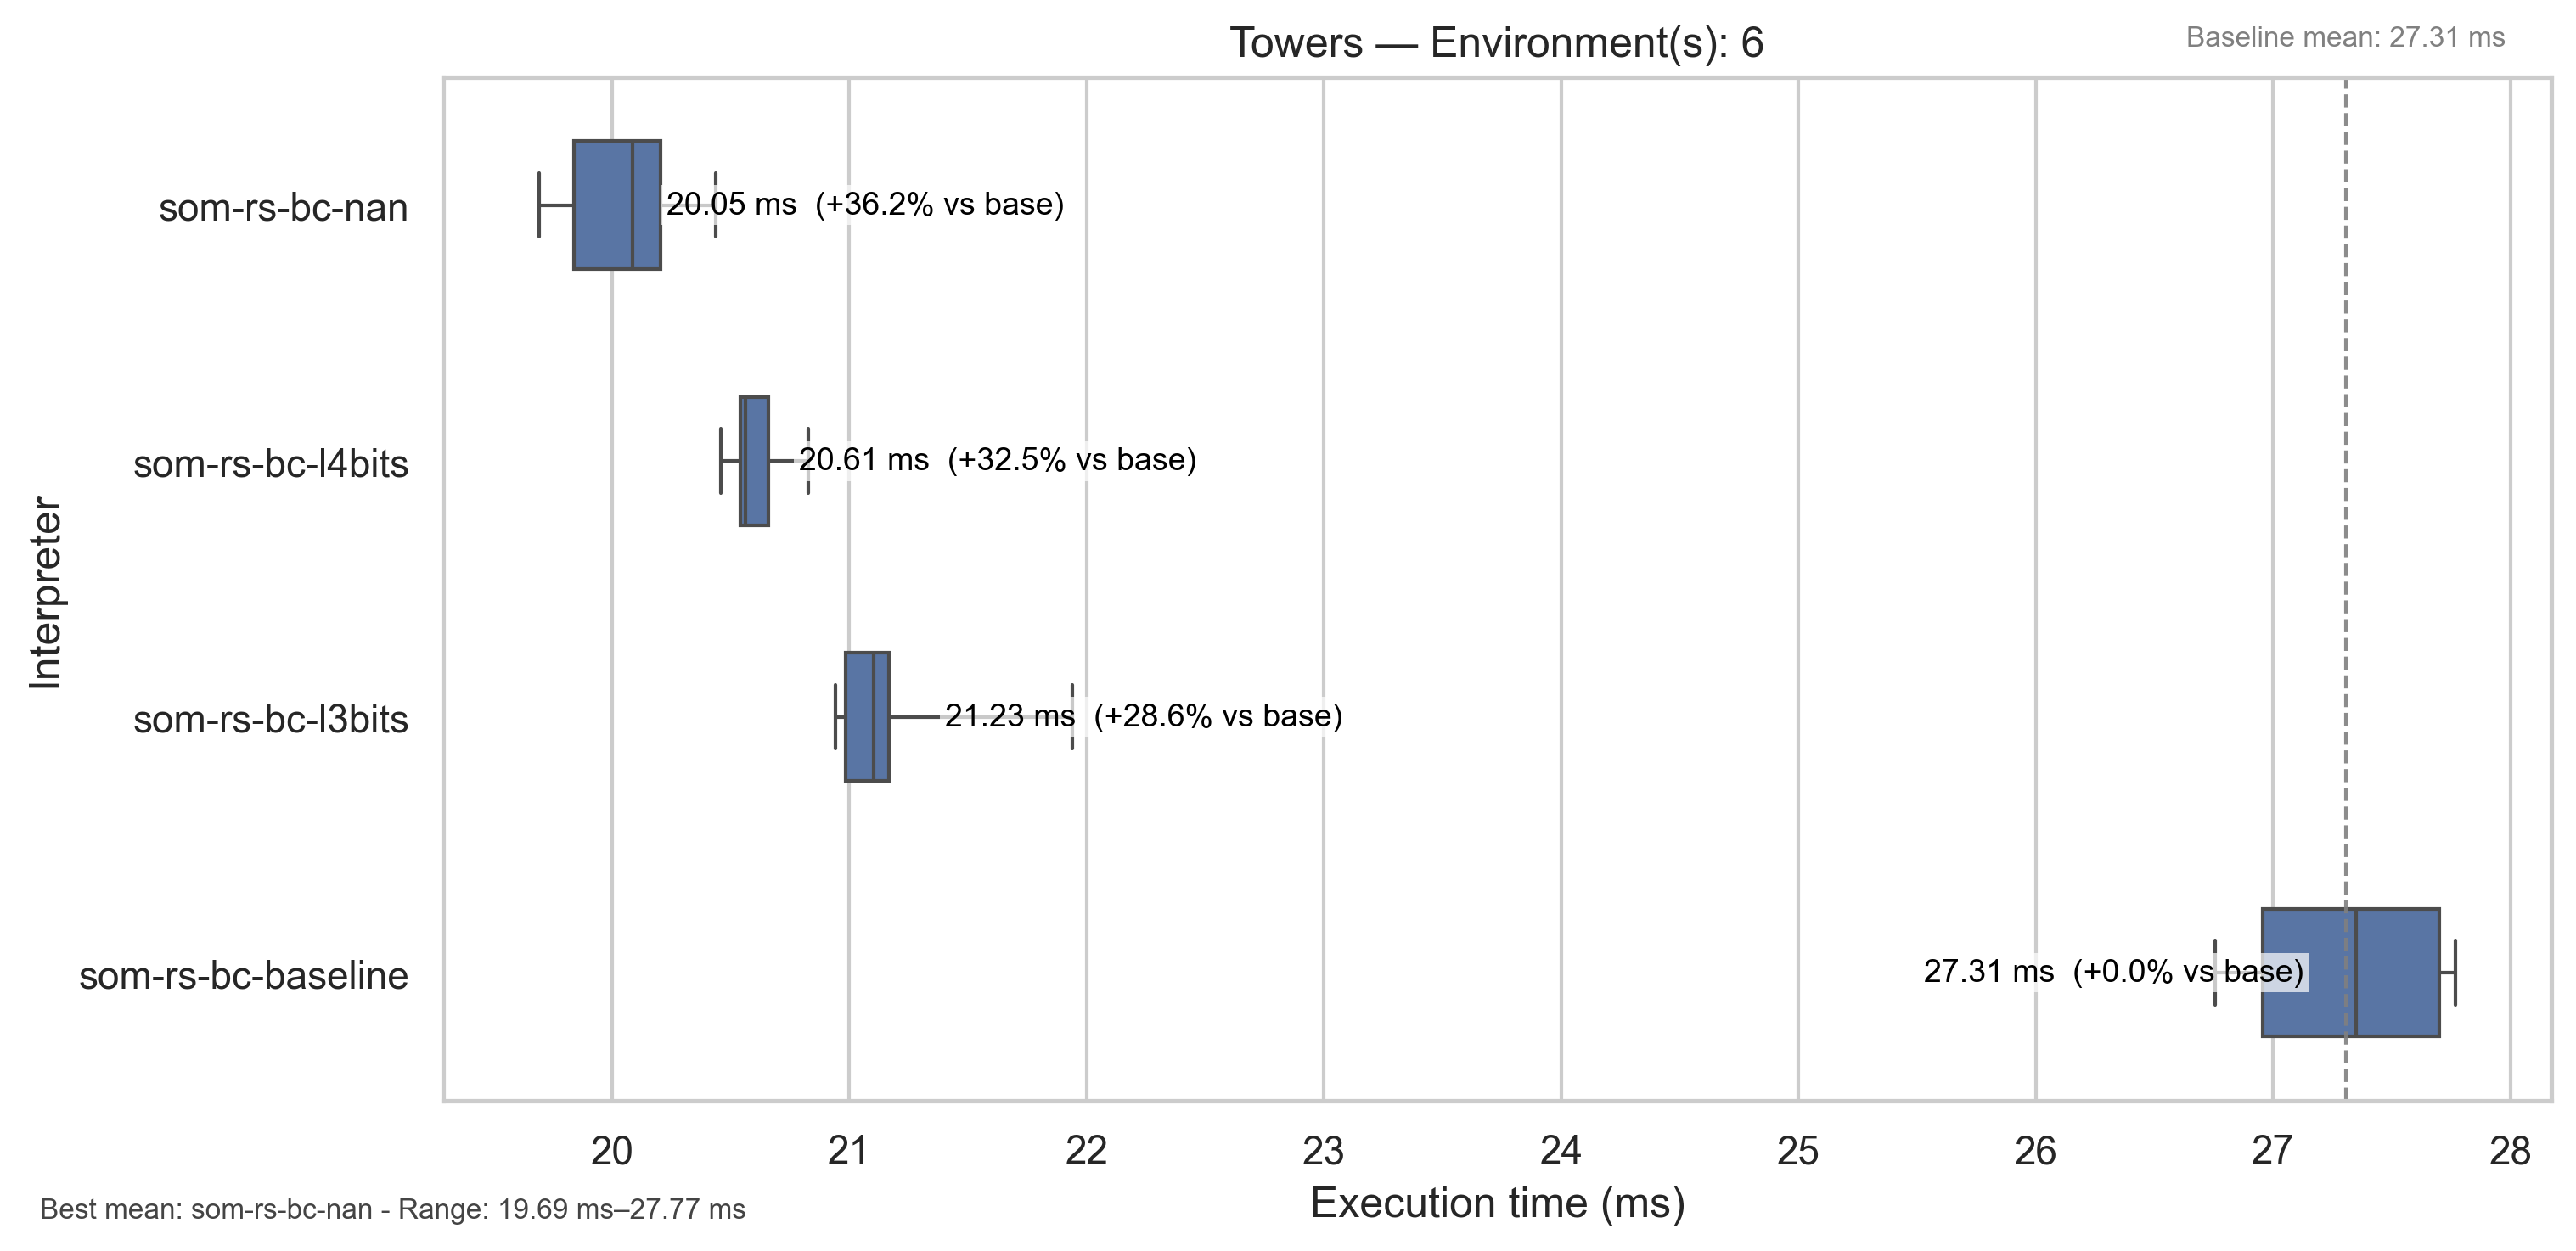 Towers — Environment(s): 6
Baseline mean: 27.31 ms
Interpreter
som-rs-bc-nan
20.05 ms (+36.2% vs base)
som-rs-bc-l4bits
20.61 ms (+32.5% vs base)
som-rs-bc-l3bits
21.23 ms (+28.6% vs base)
som-rs-bc-baseline
27.31 ms (+0.0% vs base)
20 21 22 23 24 25 26 27 28
Execution time (ms)
Best mean: som-rs-bc-nan - Range: 19.69 ms–27.77 ms